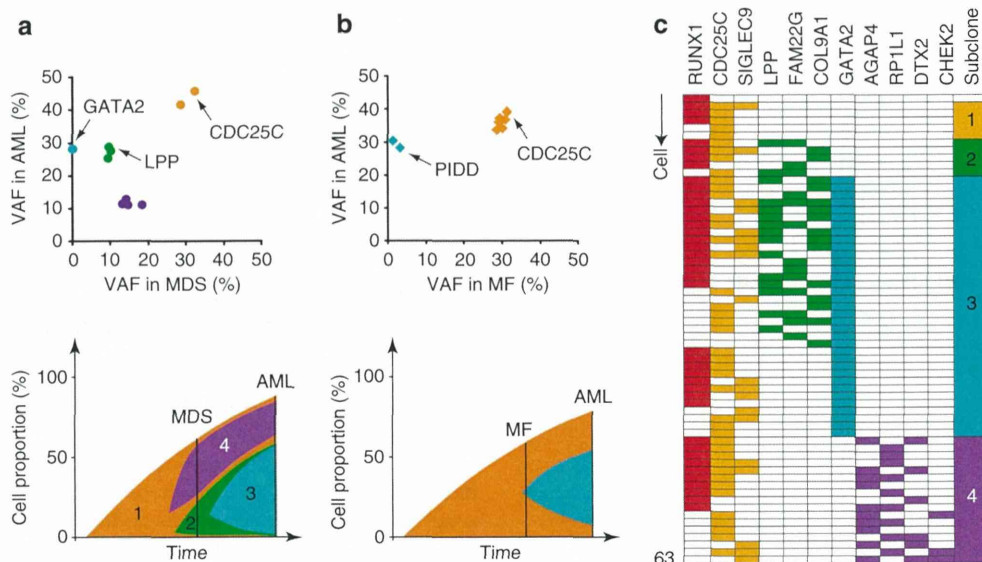 a
50
40
30
20
10
0
VAF in AML (%)
GATA2
CDC25C
LPP
0 10 20 30 40 50
VAF in MDS (%)
100
50
0
Cell proportion (%)
MDS
AML
1
2
3
4
Time
b
50
40
30
20
10
0
VAF in AML (%)
CDC25C
PIDD
0 10 20 30 40 50
VAF in MF (%)
100
50
0
Cell proportion (%)
MF
AML
Time
c
RUNX1
CDC25C
SIGLEC9
LPP
FAM22G
COL9A1
GATA2
AGAP4
RP1L1
DTX2
CHEK2
Subclone
Cell
63
1
2
3
4